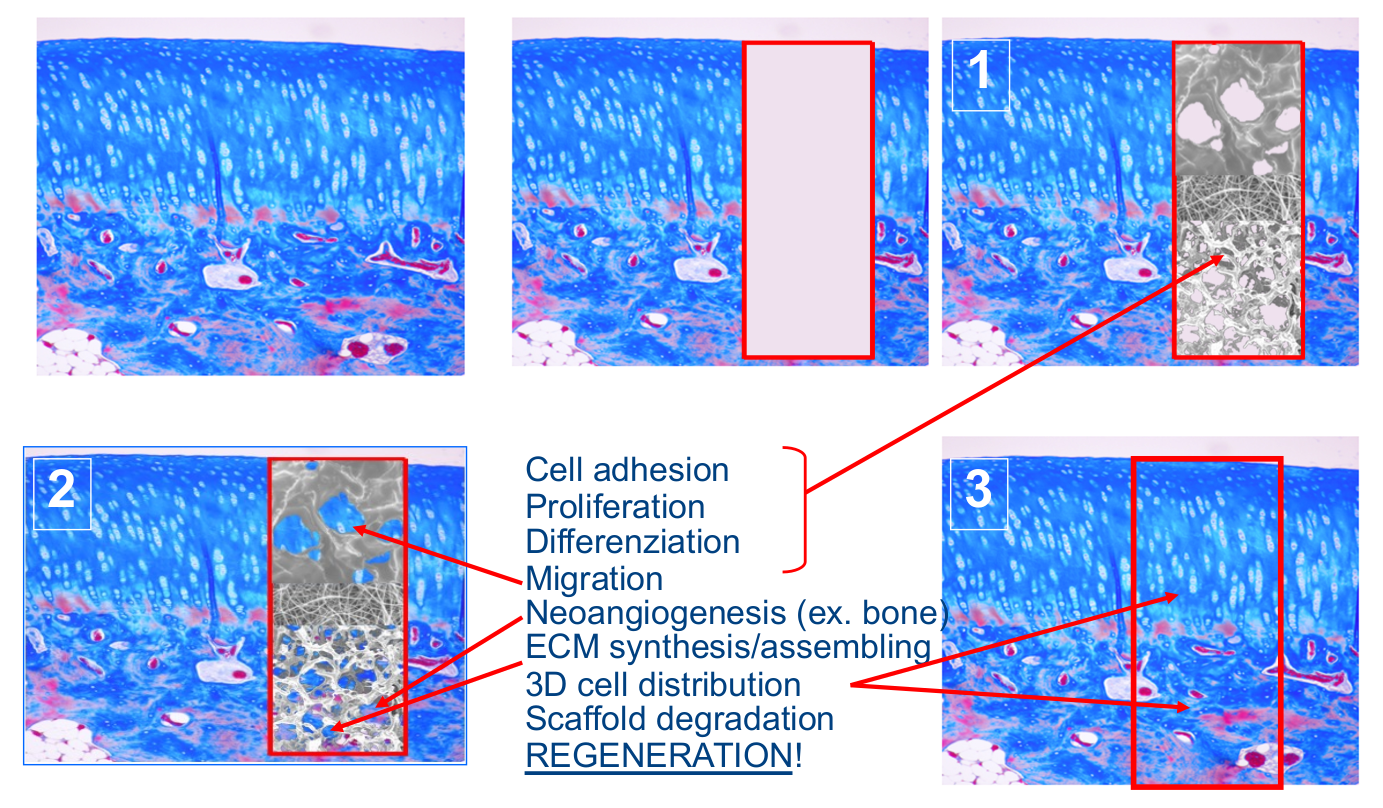 1
2
Cell adhesion
Proliferation
Differenziation
Migration
Neoangiogenesis (ex. bone)
ECM synthesis/assembling
3D cell distribution
Scaffold degradation
REGENERATION!
3